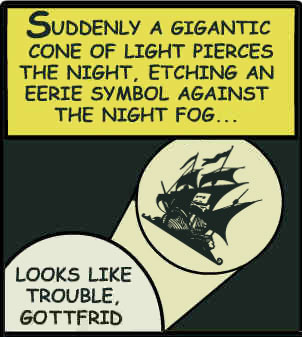 SUDDENLY A GIGANTIC
CONE OF LIGHT PIERCES
THE NIGHT, ETCHING AN
EERIE SYMBOL AGAINST
THE NIGHT FOG...
LOOKS LIKE
TROUBLE,
GOTTFRID